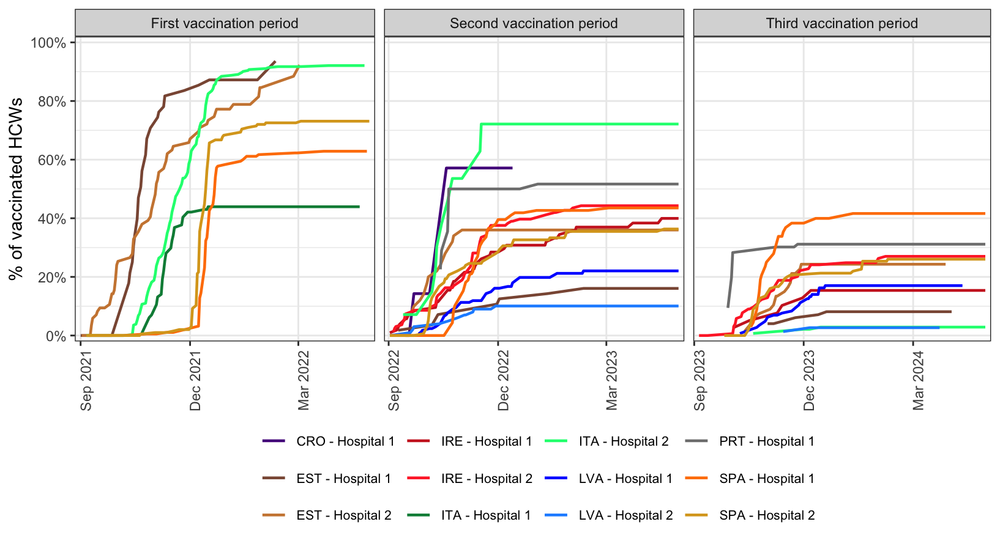 First vaccination period
Second vaccination period
Third vaccination period
% of vaccinated HCWs
100%
80%
60%
40%
20%
0%
Sep 2021
Dec 2021
Mar 2022
Sep 2022
Dec 2022
Mar 2023
Sep 2023
Dec 2023
Mar 2024
CRO - Hospital 1
IRE - Hospital 1
ITA - Hospital 2
PRT - Hospital 1
EST - Hospital 1
IRE - Hospital 2
LVA - Hospital 1
SPA - Hospital 1
EST - Hospital 2
ITA - Hospital 1
LVA - Hospital 2
SPA - Hospital 2